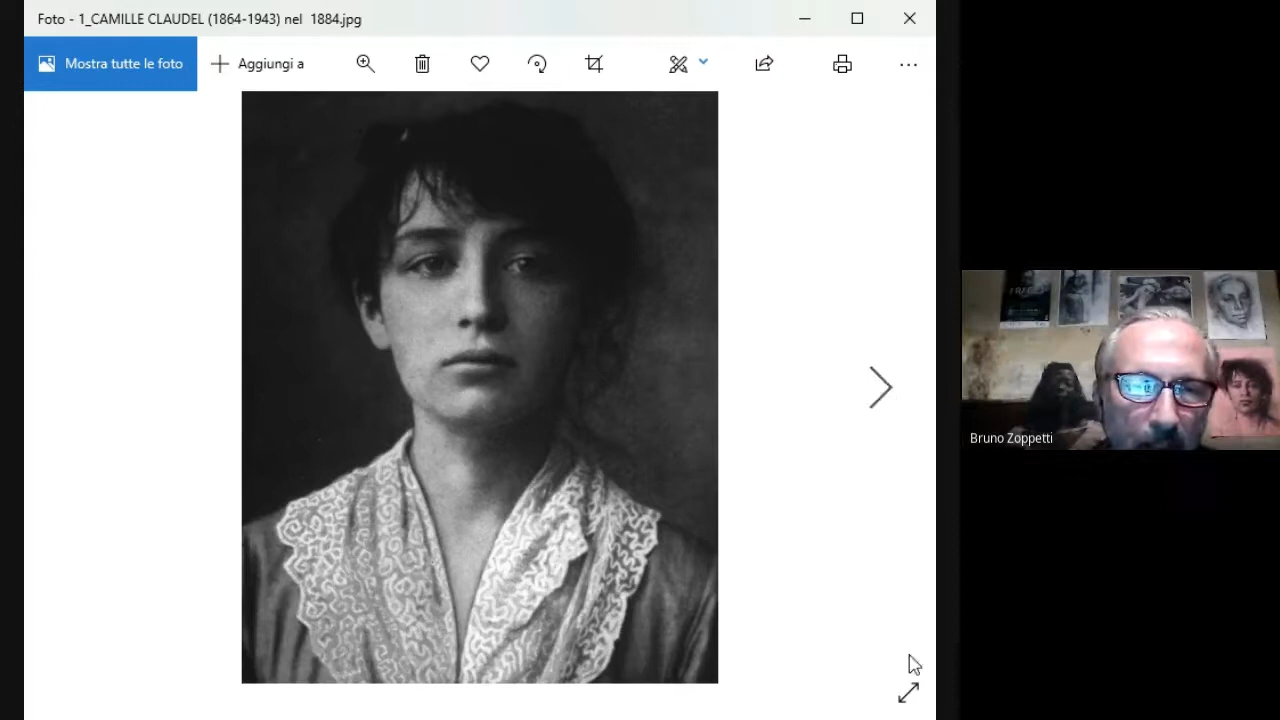 Foto - 1_CAMILLE CLAUDEL (1864-1943) nel  1884.jpg
Mostra tutte le foto
Aggiungi a
Bruno Zoppetti